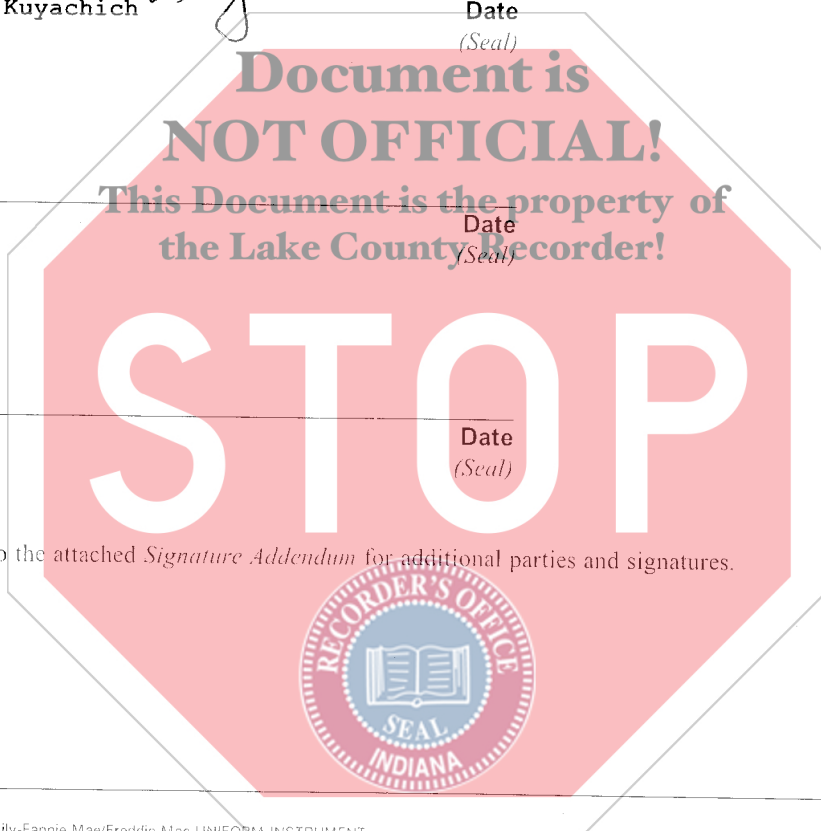 Kuyachich
Date
(Seal)
Document is
NOT OFFICIAL!
This Document is the property of
Date
the Lake County Recorder!
(Seal)
STOP
Date
(Seal)
the attached Signature Addendum for additional parties and signatures.
RECORDER'S OFFICE
SEAL
INDIANA
ily-Fannie Mae/Freddie Mac UNIFORM INSTRUMENT